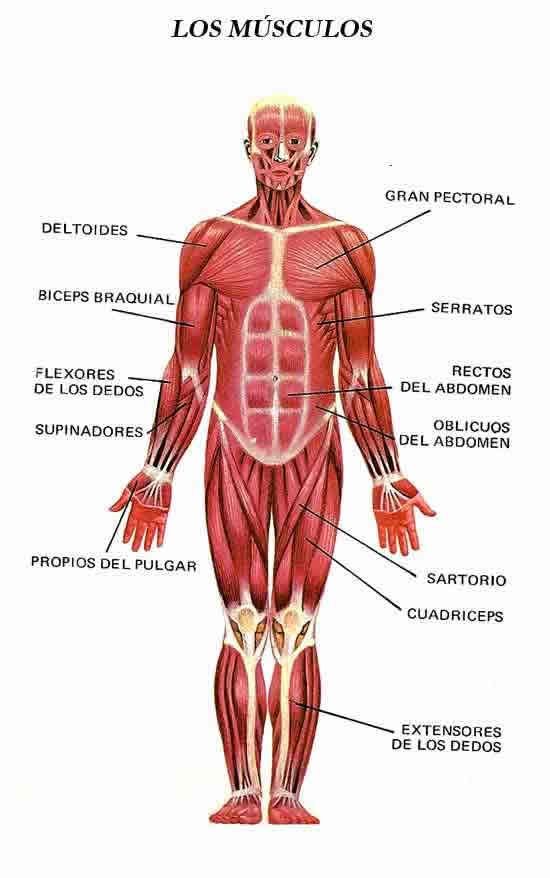 LOS MÚSCULOS
DELTOIDES
BICEPS BRAQUIAL
FLEXORES
DE LOS DEDOS
SUPINADORES
PROPIOS DEL PULGAR
GRAN PECTORAL
SERRATOS
RECTOS
DEL ABDOMEN
OBLICUOS
DEL ABDOMEN
SARTORIO
CUADRICEPS
EXTENSORES
DE LOS DEDOS